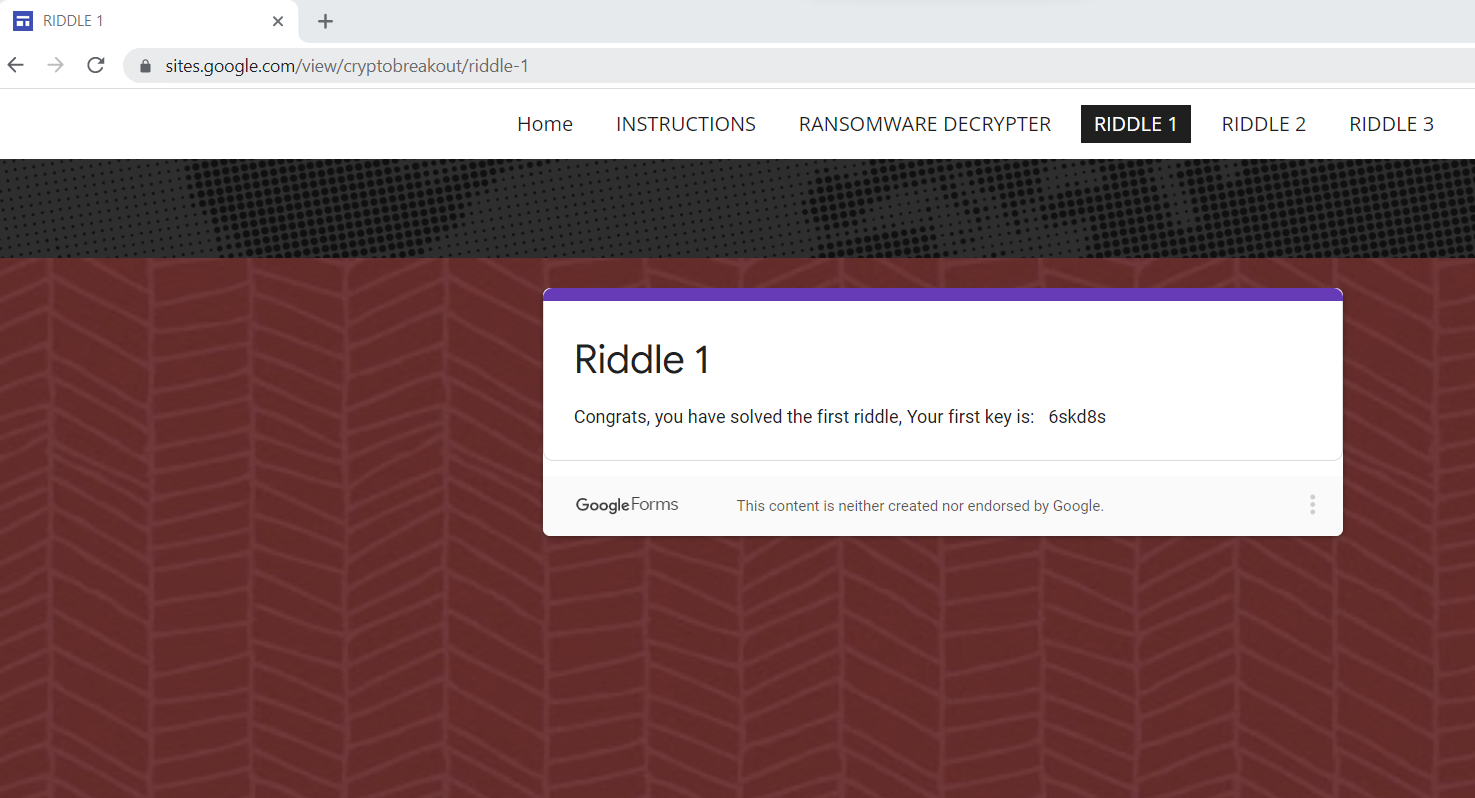 RIDDLE 1
sites.google.com/view/cryptobreakout/riddle-1
Home INSTRUCTIONS RANSOMWARE DECRYPTER RIDDLE 1 RIDDLE 2 RIDDLE 3
Riddle 1
Congrats, you have solved the first riddle, Your first key is: 6skd8s
Google Forms This content is neither created nor endorsed by Google.